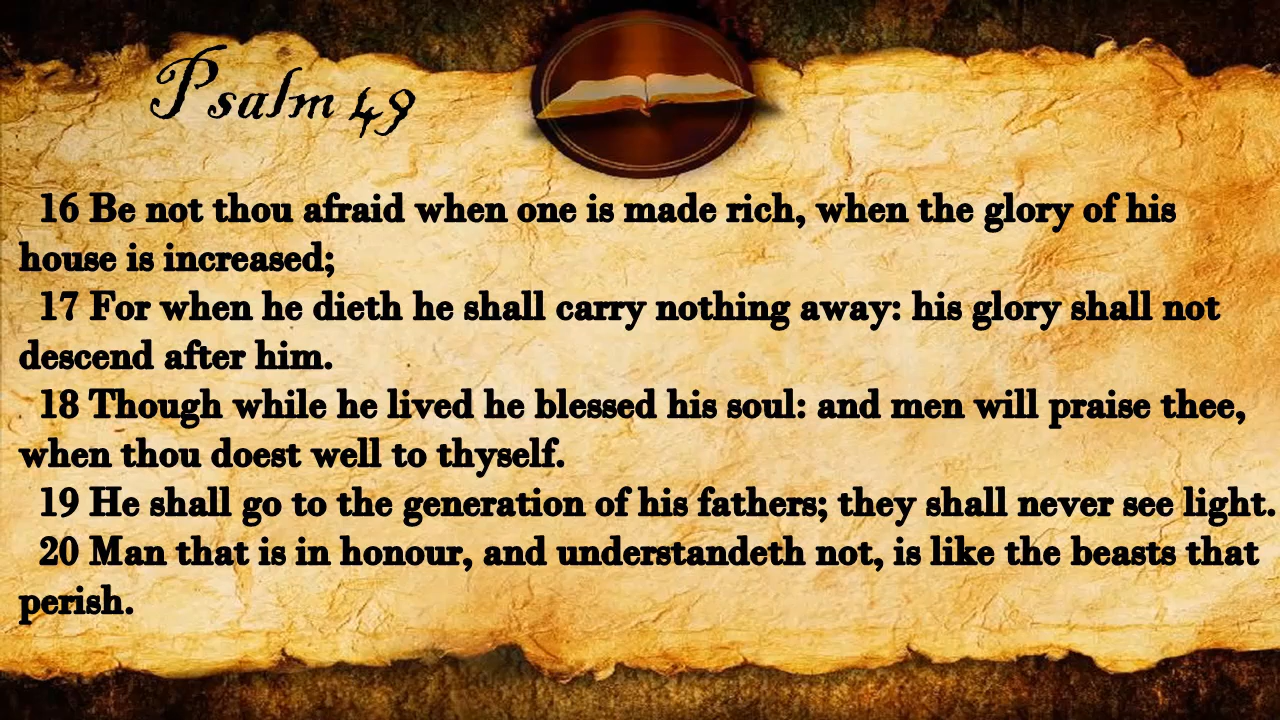 Psalm 49
16 Be not thou afraid when one is made rich, when the glory of his
house is increased;
17 For when he dieth he shall carry nothing away: his glory shall not
descend after him.
18 Though while he lived he blessed his soul: and men will praise thee,
when thou doest well to thyself.
19 He shall go to the generation of his fathers; they shall never see light.
20 Man that is in honour, and understandeth not, is like the beasts that
perish.